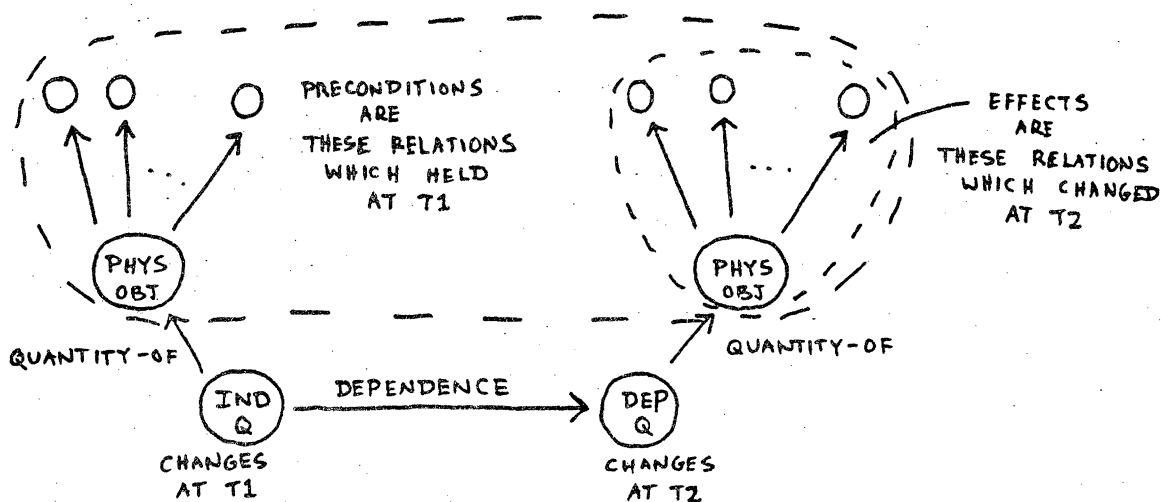 PRECONDITIONS
ARE
THESE RELATIONS
WHICH HELD
AT T1
EFFECTS
ARE
THESE RELATIONS
WHICH CHANGED
AT T2
PHYS
OBJ
PHYS
OBJ
QUANTITY-OF
QUANTITY-OF
IND
Q
DEPENDENCE
DEP
Q
CHANGES
AT T1
CHANGES
AT T2